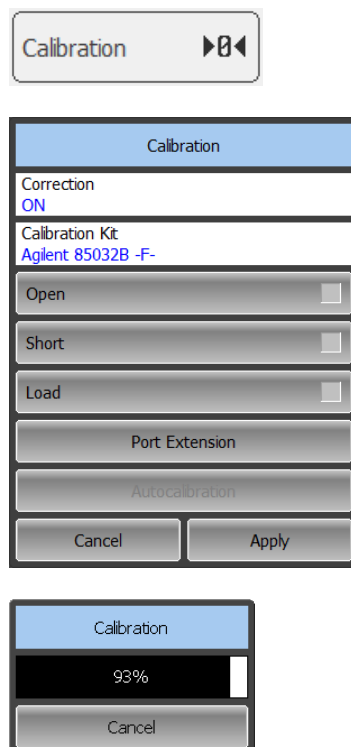 Calibration ▶0◀
Calibration
Correction
ON
Calibration Kit
Agilent 85032B -F-
Open
Short
Load
Port Extension
Autocalibration
Cancel Apply
Calibration
93%
Cancel